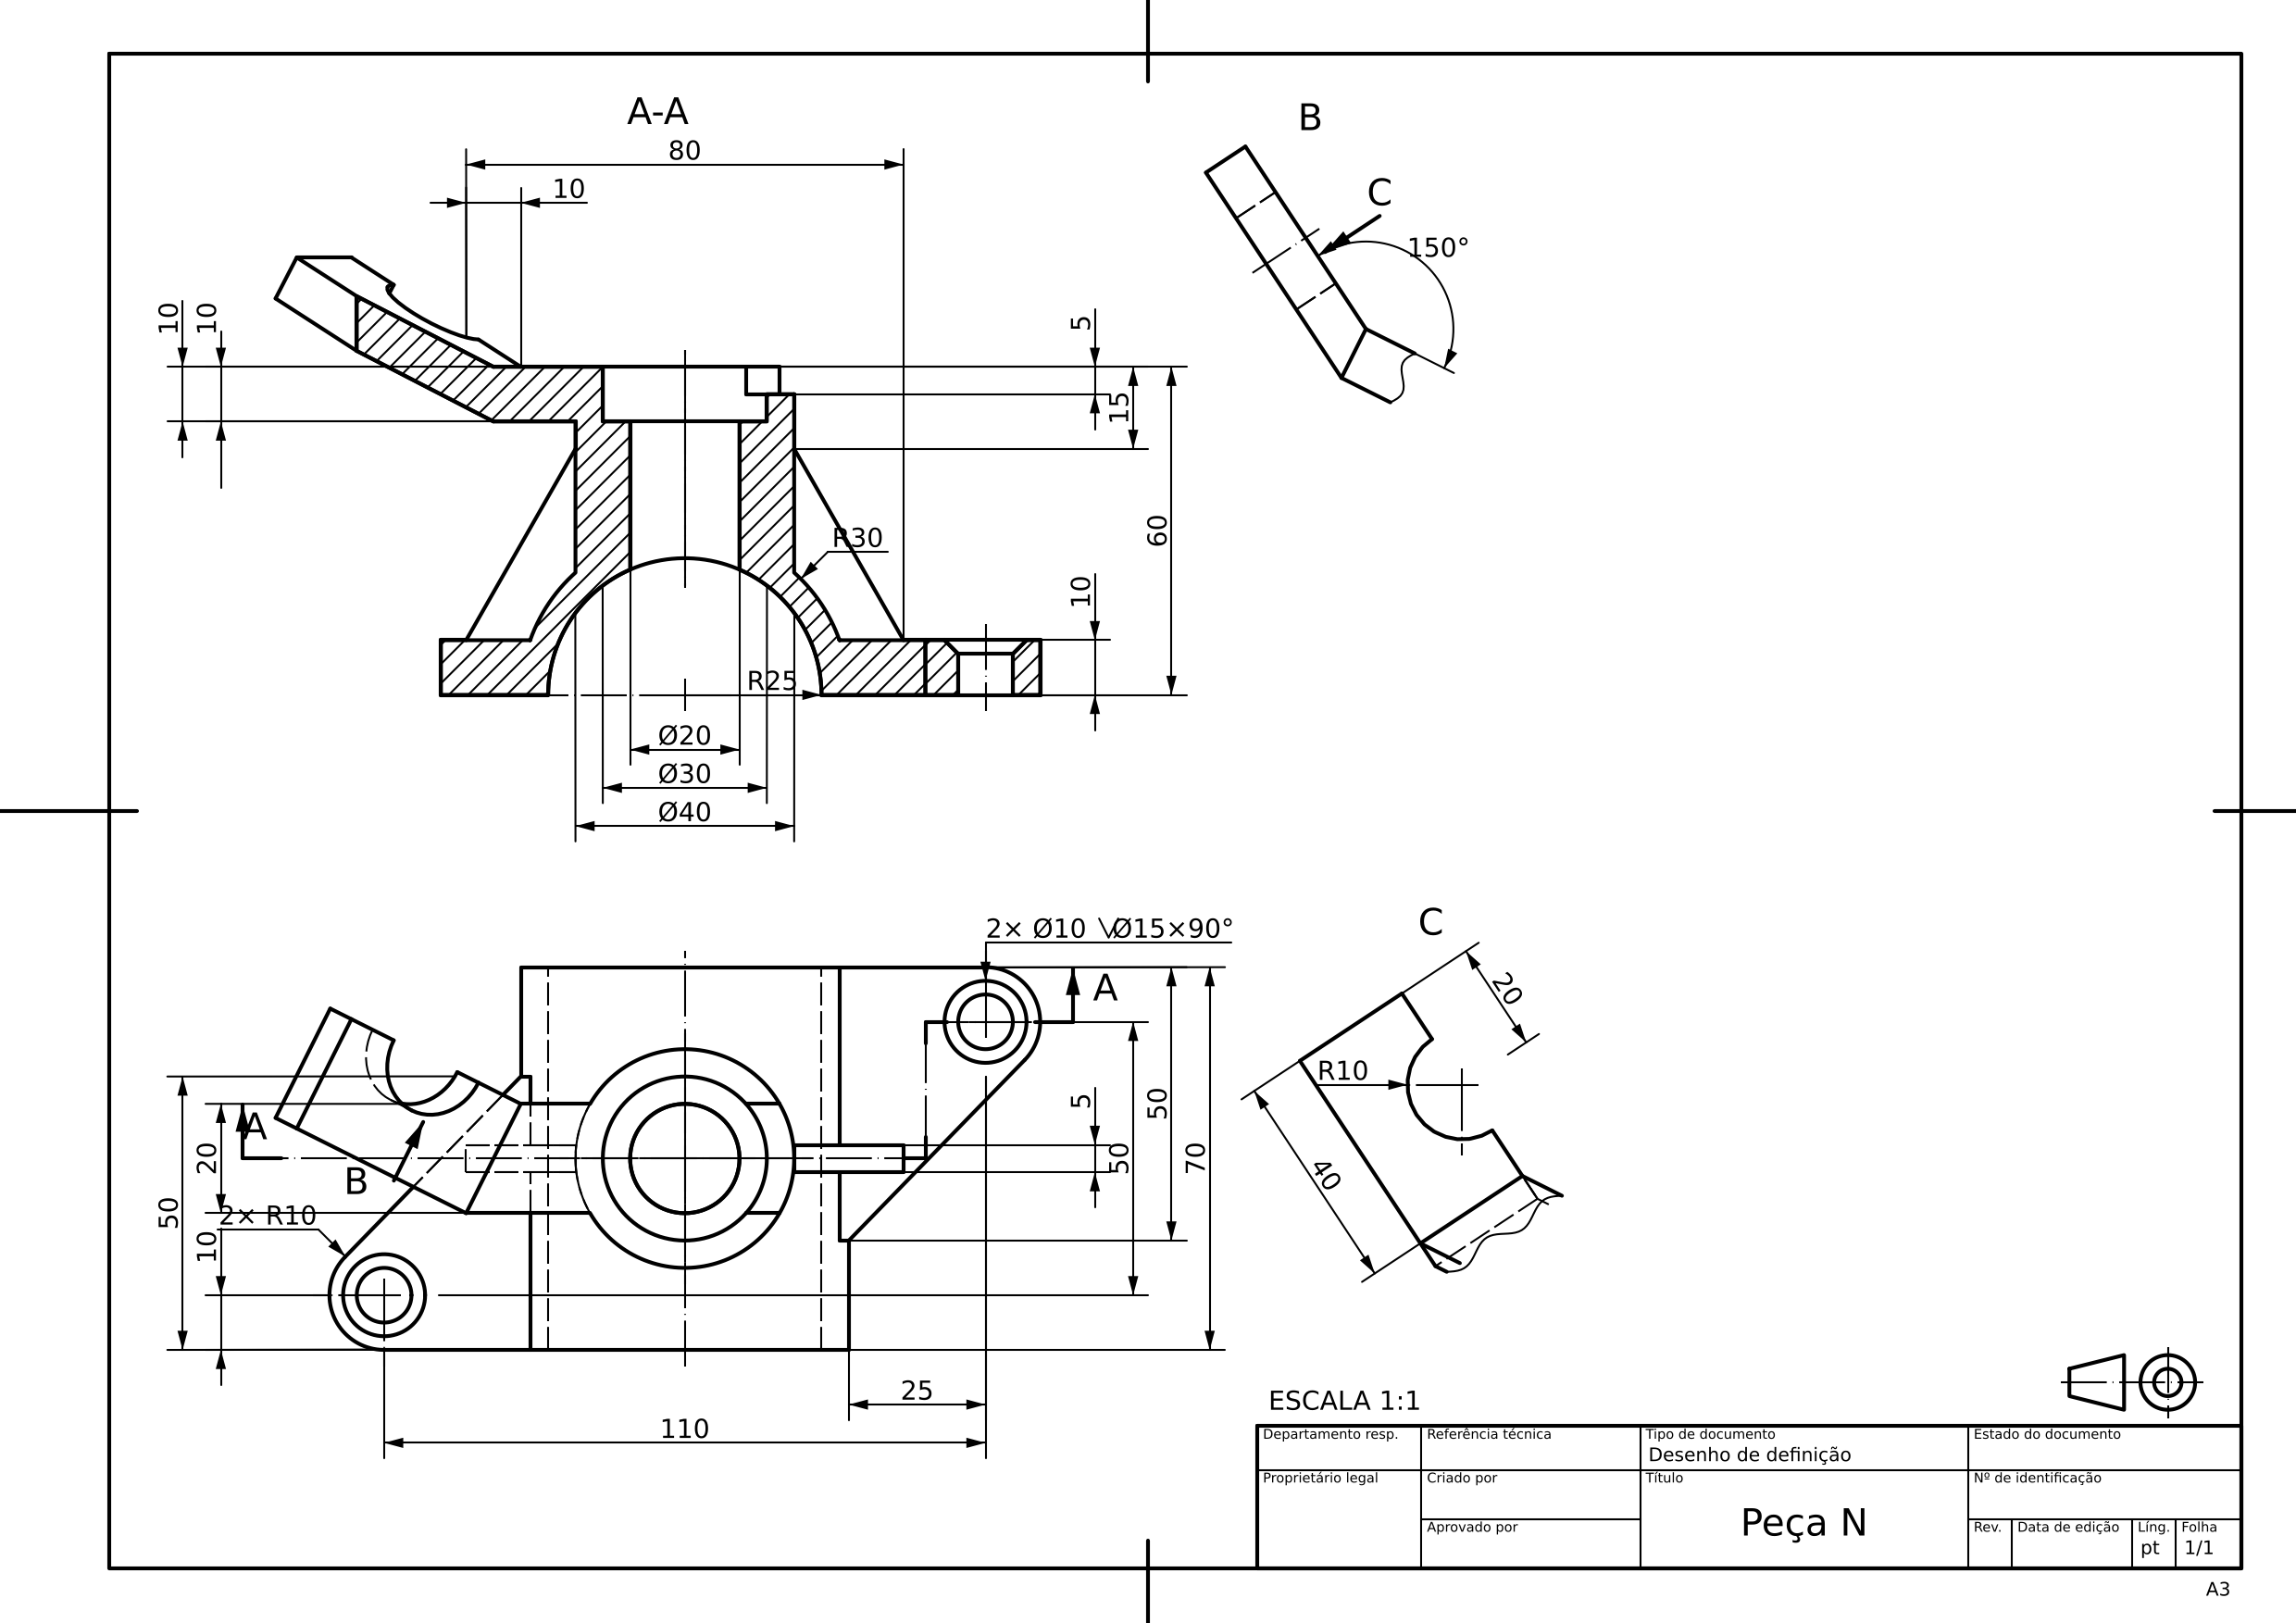 A-A
80
10
B
C
150°
10
10
5
15
60
R30
10
R25
Ø20
Ø30
Ø40
C
2× Ø10 ⌵Ø15×90°
A
20
R10
A
5
50
50
70
20
B
40
50
2× R10
10
25
110
ESCALA 1:1
Departamento resp.
Referência técnica
Tipo de documento
Desenho de definição
Estado do documento
Proprietário legal
Criado por
Título
Nº de identificação
Peça N
Aprovado por
Rev.
Data de edição
Líng.
pt
Folha
1/1
A3